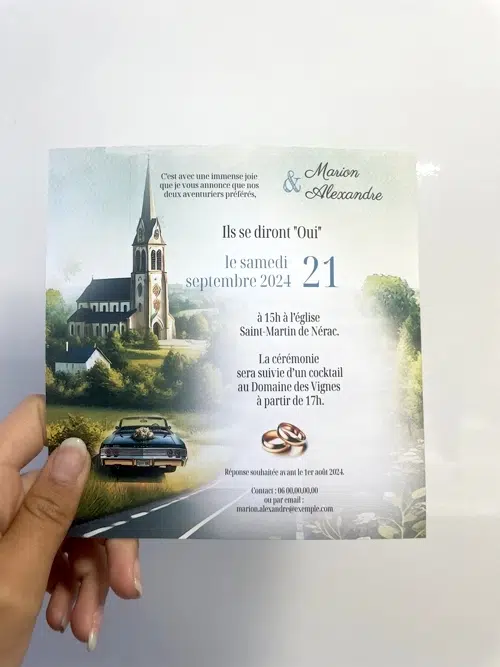 C'est avec une immense joie
que je vous annonce que nos
deux aventuriers préférés,
Marion
& Alexandre
Ils se diront "Oui"
le samedi
septembre 2024 21
à 15h à l'église
Saint-Martin de Nérac.
La cérémonie
sera suivie d'un cocktail
au Domaine des Vignes
à partir de 17h.
Réponse souhaitée avant le 1er août 2024.
Contact : 06 00,00,00,00
ou par email :
marion.alexandre@exemple.com